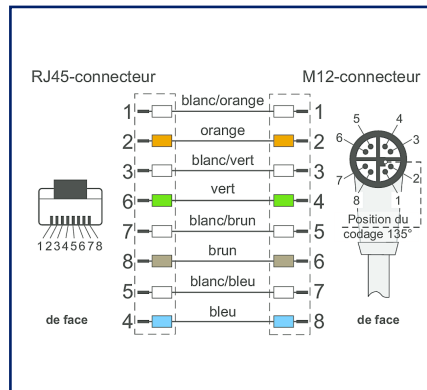 RJ45-connecteur
M12-connecteur
1 blanc/orange 1
2 orange 2
3 blanc/vert 3
6 vert 4
7 blanc/brun 5
8 brun 6
5 blanc/bleu 7
4 bleu 8
12345678
de face
5 4
6 3
7 2
8 1
Position du
codage 135°
de face